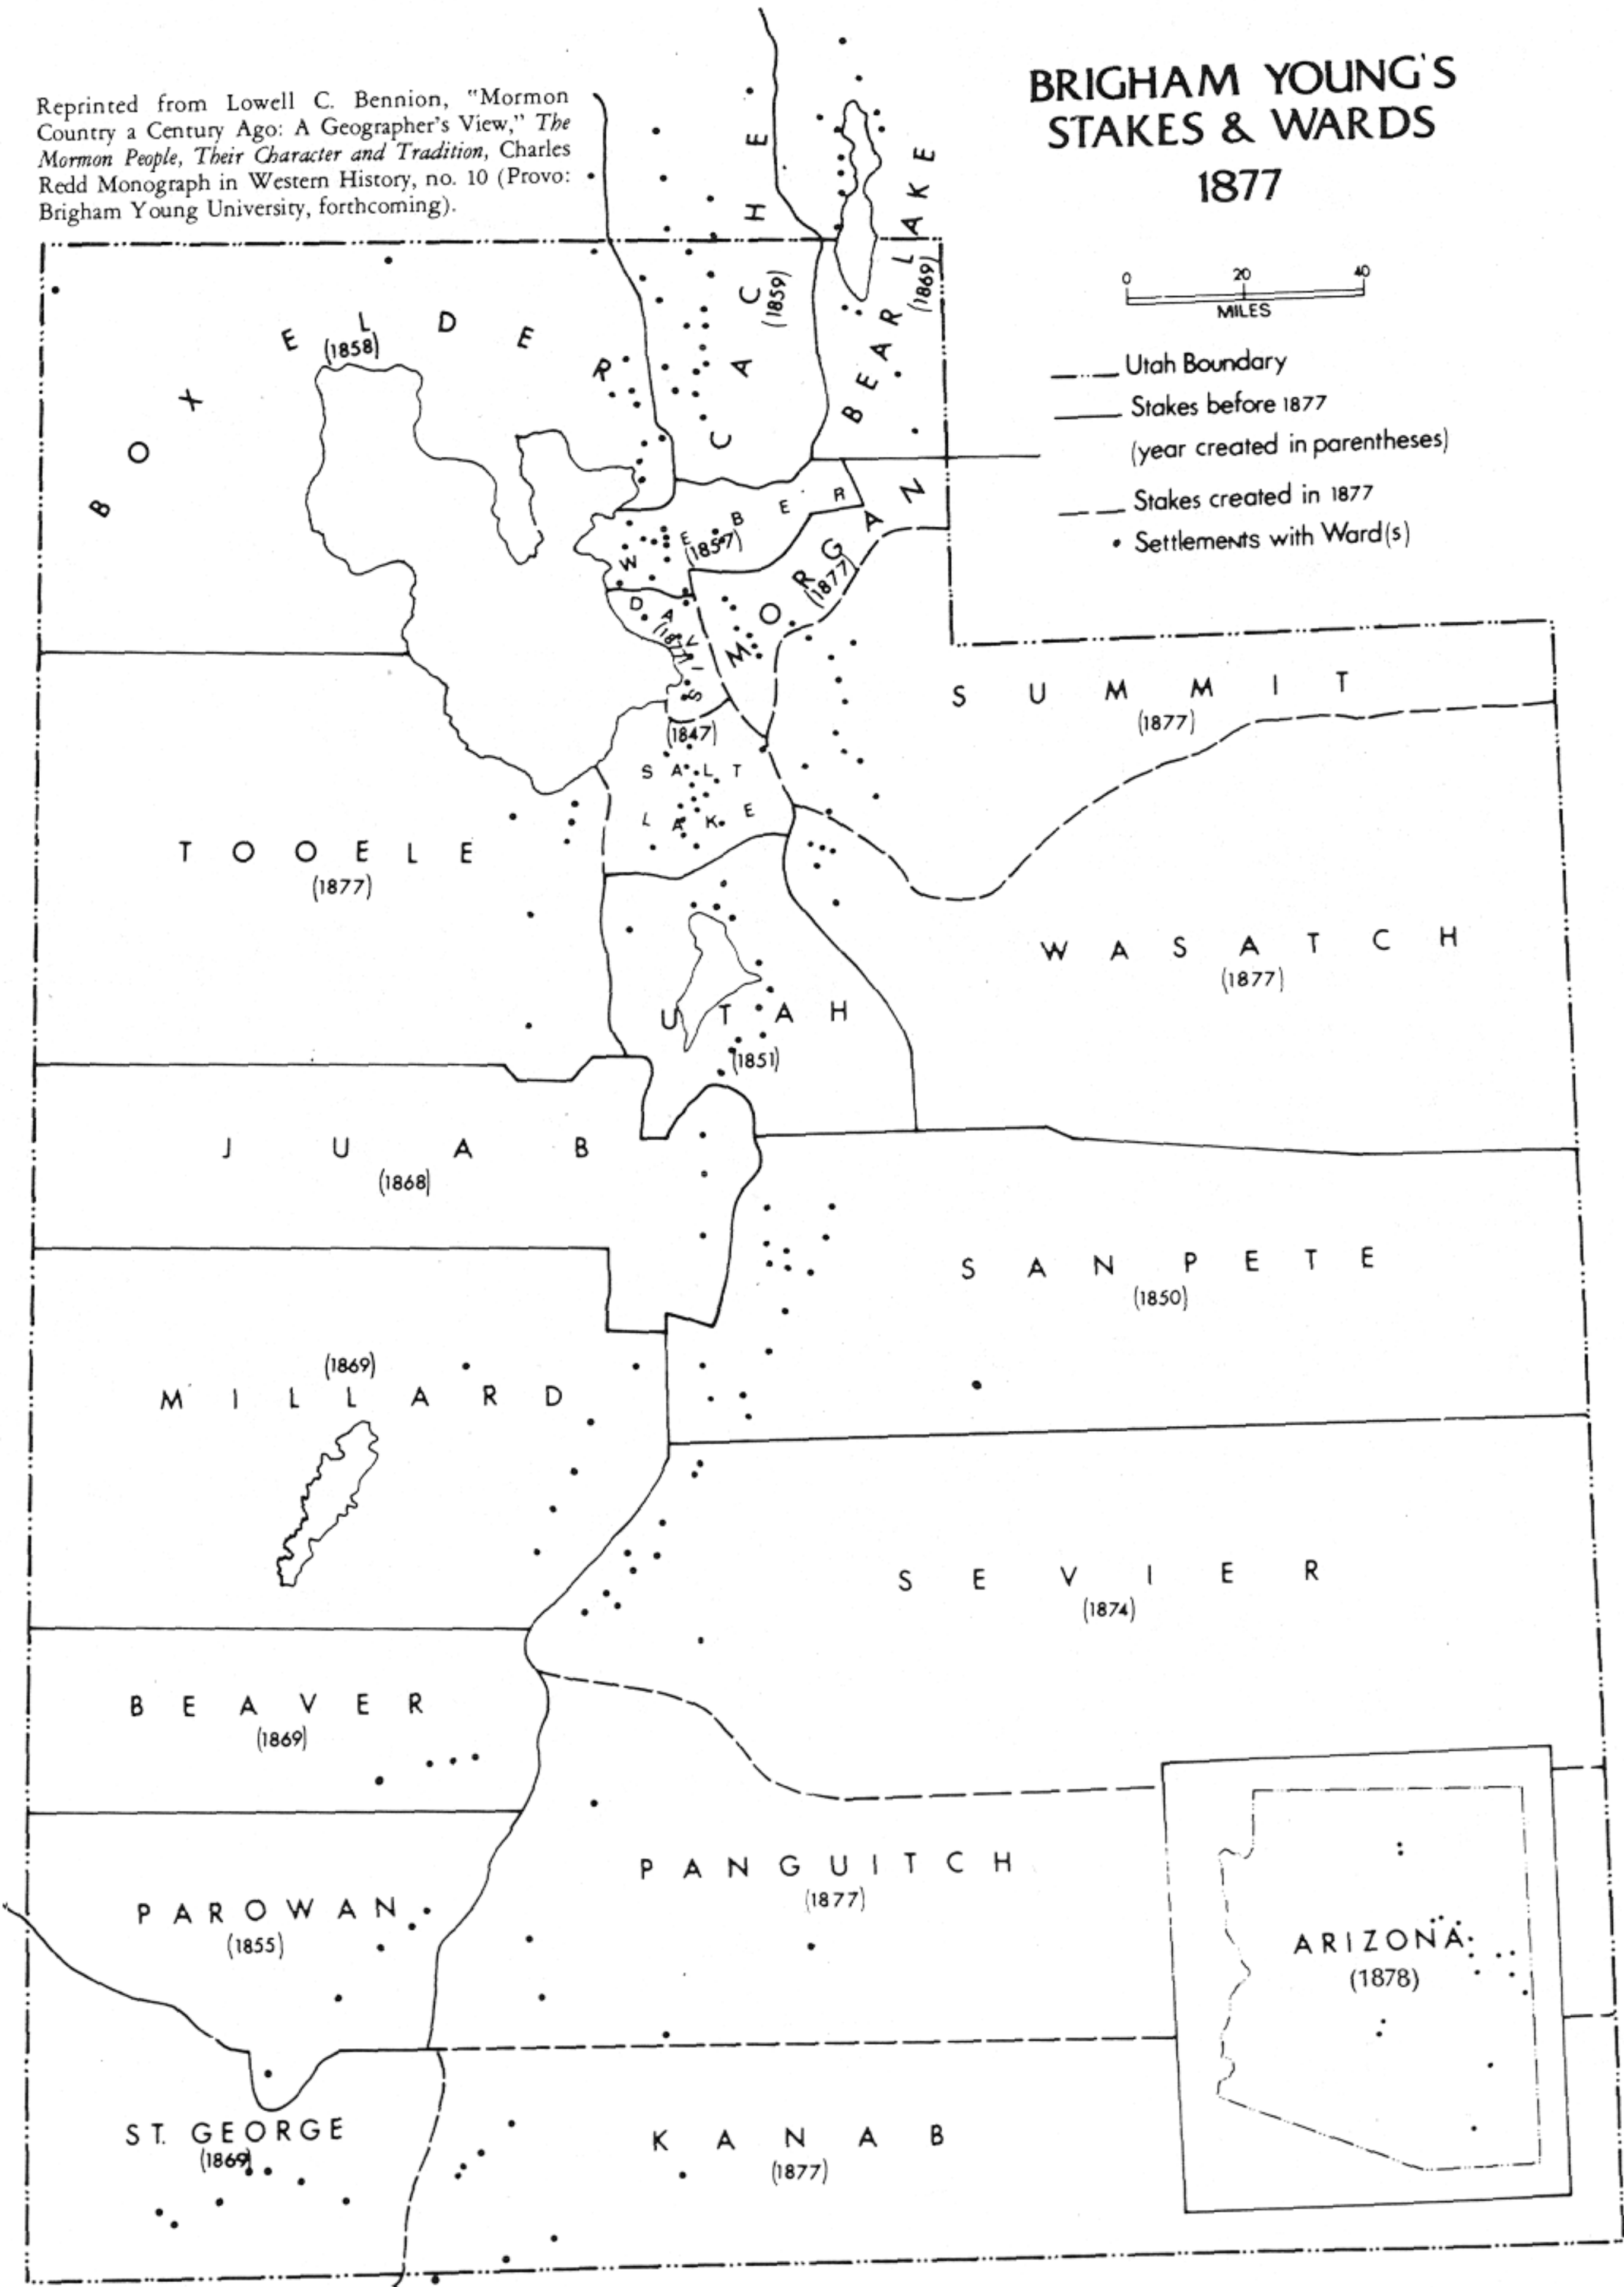 Reprinted from Lowell C. Bennion, "Mormon
Country a Century Ago: A Geographer's View," The
Mormon People, Their Character and Tradition, Charles
Redd Monograph in Western History, no. 10 (Provo:
Brigham Young University, forthcoming).
BRIGHAM YOUNG'S
STAKES & WARDS
1877
0 20 40
MILES
Utah Boundary
Stakes before 1877
(year created in parentheses)
Stakes created in 1877
Settlements with Ward(s)
BOX ELDER
(1858)
CACHE
(1859)
BEAR LAKE
(1869)
WEBER
(1857)
MORGAN
(1877)
DAVIS
(1877)
SUMMIT
(1877)
(1847)
SALT
LAKE
TOOELE
(1877)
WASATCH
(1877)
UTAH
(1851)
JUAB
(1868)
SAN PETE
(1850)
(1869)
MILLARD
SEVIER
(1874)
BEAVER
(1869)
PANGUITCH
(1877)
PAROWAN
(1855)
ARIZONA
(1878)
ST. GEORGE
(1869)
KANAB
(1877)